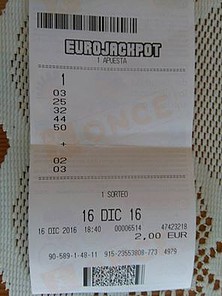 EUROJACKPOT
1 APUESTA
1
03
25
32
44
50
+
02
03
1 SORTEO
16 DIC 16
16 DIC 2016 18:40 00006514 47423218
2,00 EUR
90-589-1-48-11 915-23553808-773 4979